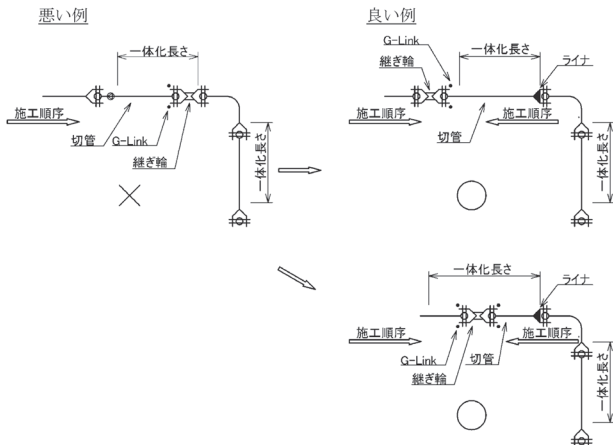 悪い例
一体化長さ
施工順序
切管
G-Link
継ぎ輪
一体化長さ
良い例
G-Link
継ぎ輪
一体化長さ
ライナ
施工順序
切管
施工順序
一体化長さ
一体化長さ
ライナ
施工順序
G-Link
継ぎ輪
切管
施工順序
一体化長さ